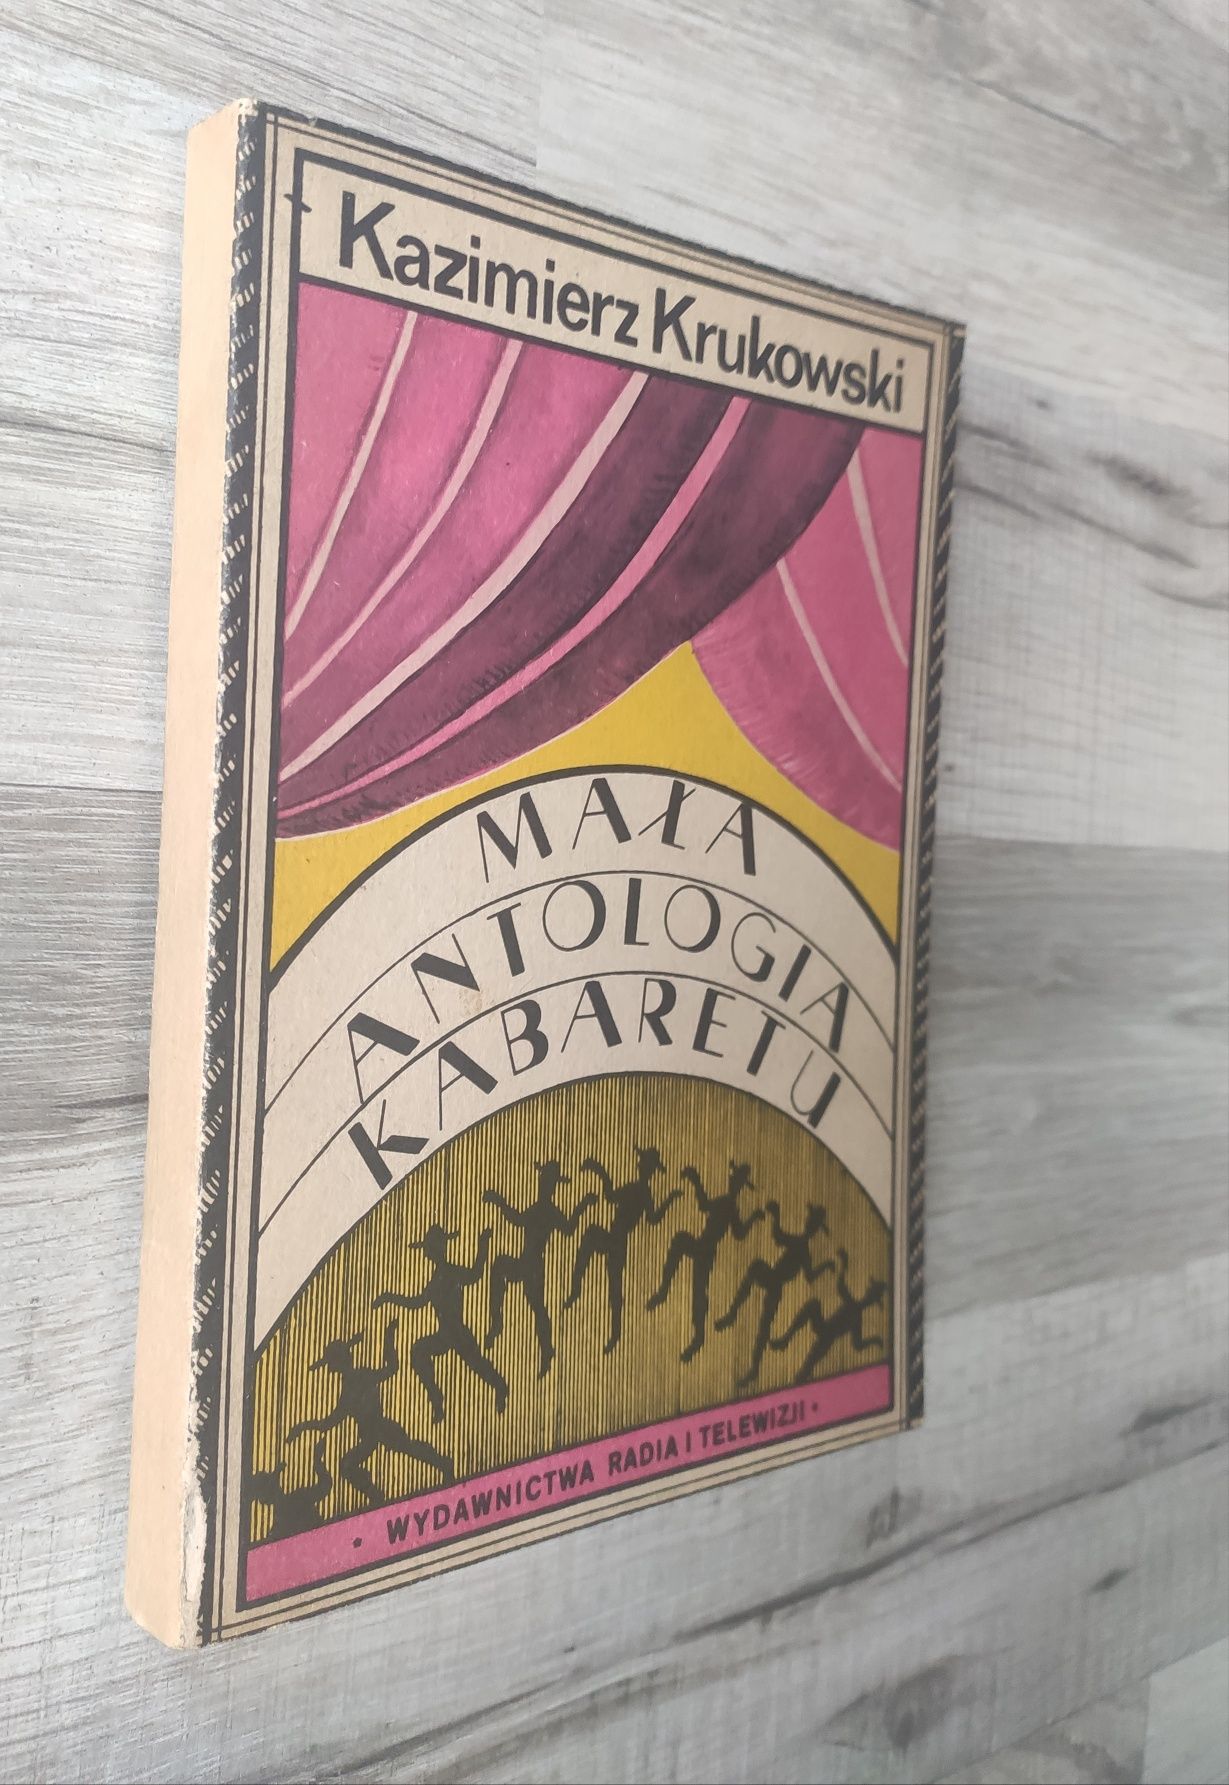 Kazimierz Krukowski
MAŁA
ANTOLOGIA
KABARETU
• WYDAWNICTWA RADIA I TELEWIZJI •